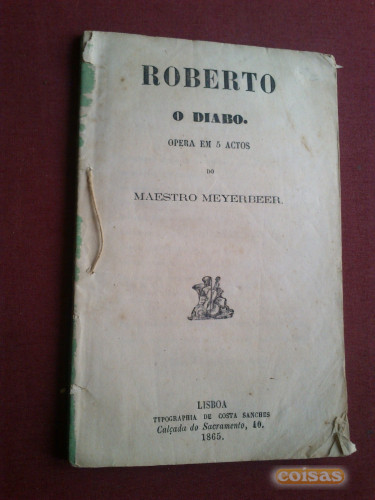 ROBERTO
O DIABO.
OPERA EM 5 ACTOS
DO
MAESTRO MEYERBEER.
LISBOA
TYPOGRAPHIA DE COSTA SANCHES
Calçada do Sacramento, 40.
1865.
coisas